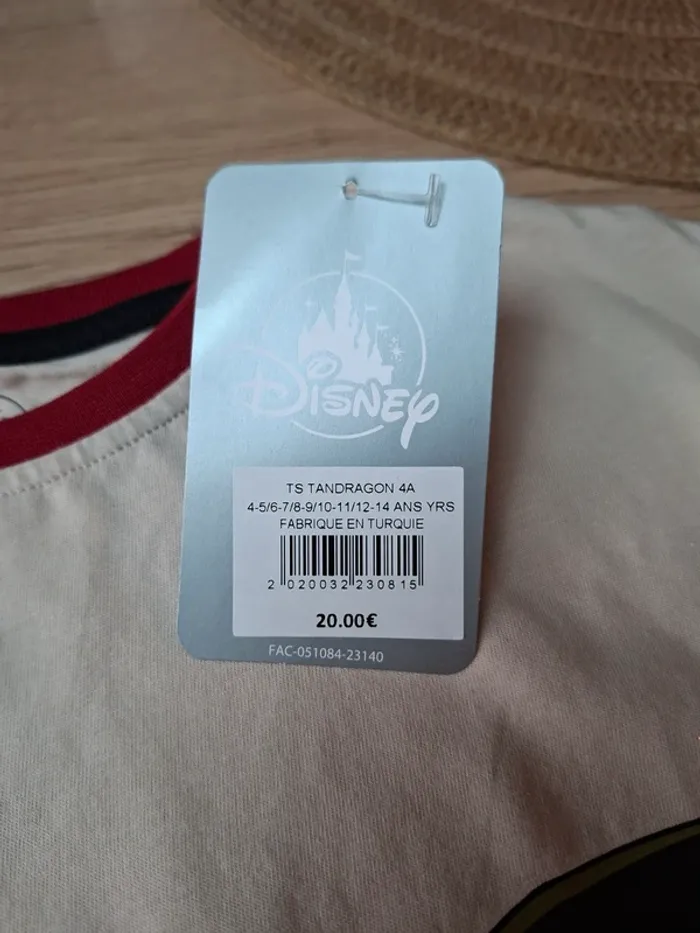 Disney
TS TANDRAGON 4A
4-5/6-7/8-9/10-11/12-14 ANS YRS
FABRIQUE EN TURQUIE
2 020032 230815
20.00€
FAC-051084-23140